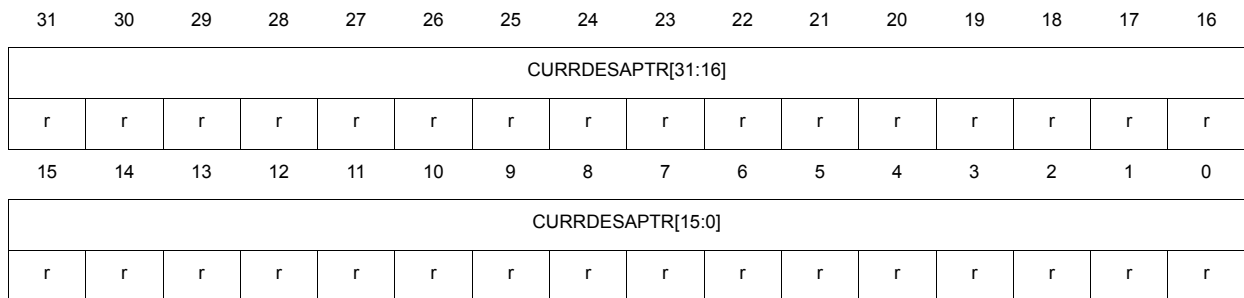 31 30 29 28 27 26 25 24 23 22 21 20 19 18 17 16
CURRDESAPTR[31:16]
r r r r r r r r r r r r r r r r
15 14 13 12 11 10 9 8 7 6 5 4 3 2 1 0
CURRDESAPTR[15:0]
r r r r r r r r r r r r r r r r